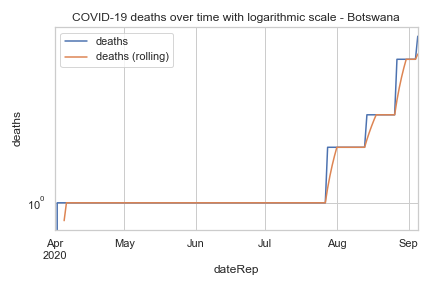 COVID-19 deaths over time with logarithmic scale - Botswana
deaths
deaths (rolling)
deaths
10^0
Apr
2020
May
Jun
Jul
Aug
Sep
dateRep